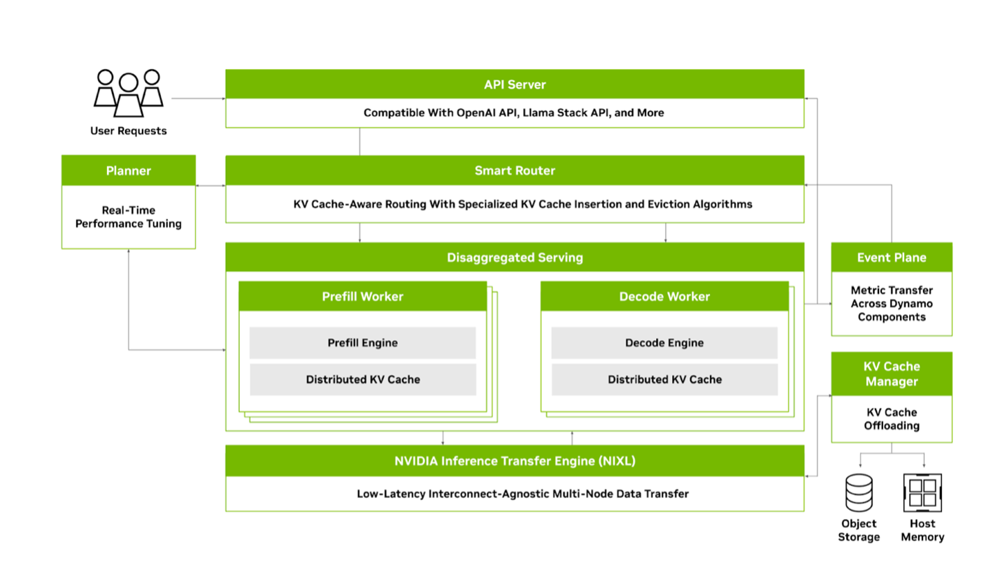 API Server
Compatible With OpenAI API, Llama Stack API, and More
User Requests
Planner
Real-Time
Performance Tuning
Smart Router
KV Cache-Aware Routing With Specialized KV Cache Insertion and Eviction Algorithms
Disaggregated Serving
Prefill Worker
Prefill Engine
Distributed KV Cache
Decode Worker
Decode Engine
Distributed KV Cache
Event Plane
Metric Transfer
Across Dynamo
Components
KV Cache
Manager
KV Cache
Offloading
NVIDIA Inference Transfer Engine (NIXL)
Low-Latency Interconnect-Agnostic Multi-Node Data Transfer
Object
Storage
Host
Memory